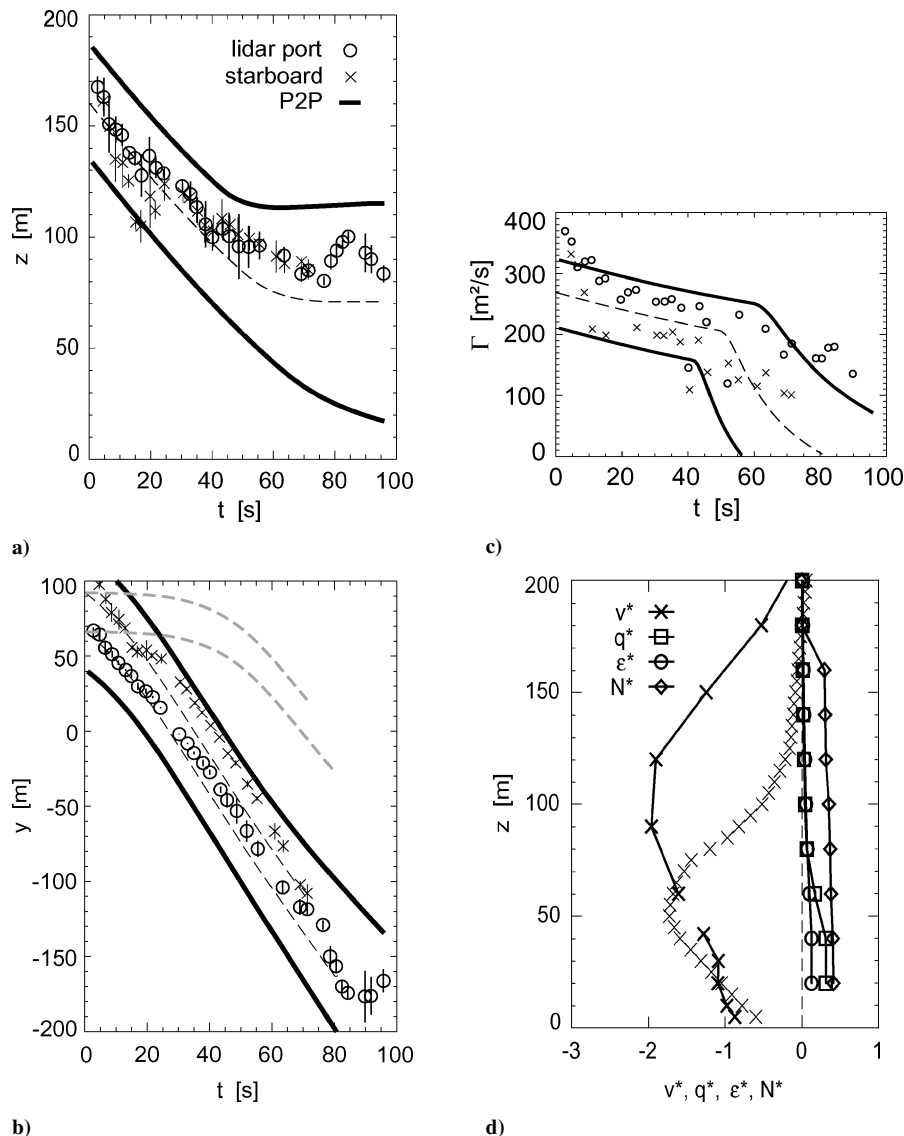 200
150
100
50
0
z [m]
lidar port
starboard
P2P
0 20 40 60 80 100
t [s]
a)
400
300
200
100
0
Γ [m²/s]
0 20 40 60 80 100
t [s]
c)
100
50
0
-50
-100
-150
-200
y [m]
0 20 40 60 80 100
t [s]
b)
200
150
100
50
0
z [m]
v*
q*
ε*
N*
-3 -2 -1 0 1
v*, q*, ε*, N*
d)